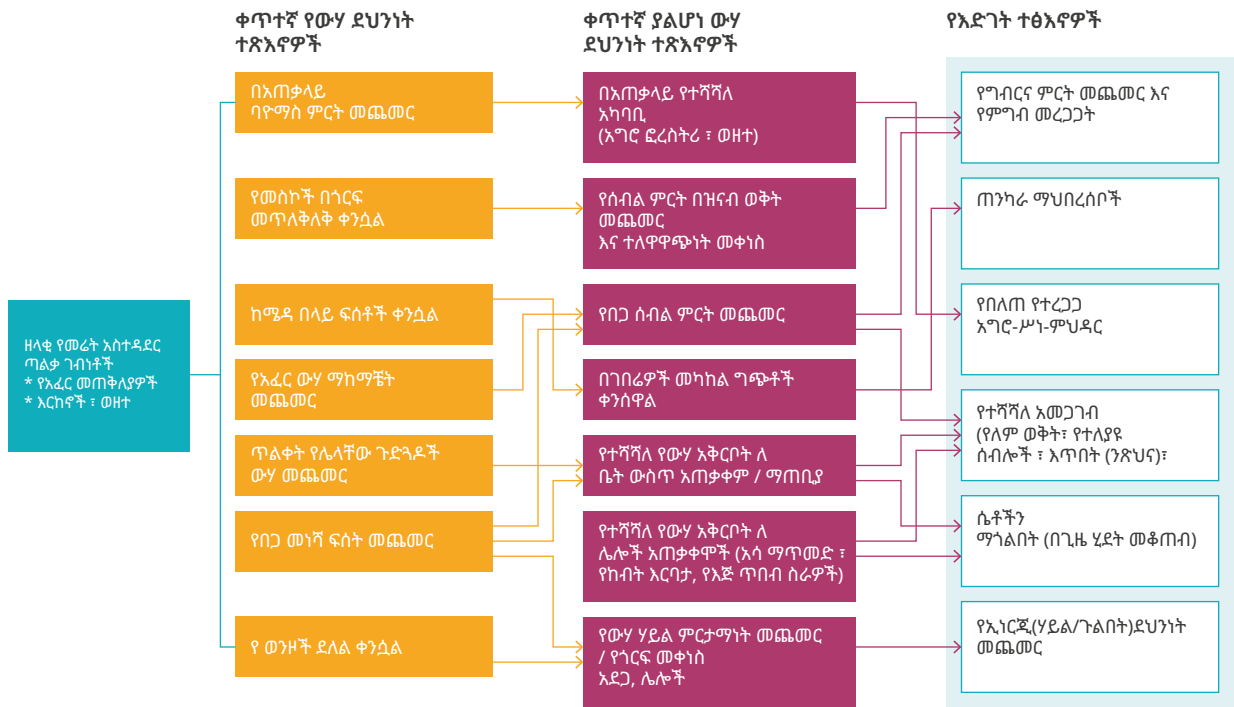 ቀጥተኛ የውሃ ደህንነት
ተጽእኖዎች
ቀጥተኛ ያልሆነ ውሃ
ደህንነት ተጽእኖዎች
የእድገት ተፅእኖዎች
ዘላቂ የመሬት አስተዳደር
ጣልቃ ገብነቶች
* የአፈር መጠቅለያዎች
* እርከኖች ፣ ወዘተ
በአጠቃላይ
ባዮማስ ምርት መጨመር
የመስኮች በጎርፍ
መጥለቅለቅ ቀንሷል
ከሜዳ በላይ ፍሰቶች ቀንሷል
የአፈር ውሃ ማከማቼት
መጨመር
ጥልቀት የሌላቸው ጉድጓዶች
ውሃ መጨመር
የበጋ መነሻ ፍሰት መጨመር
የ ወንዞች ደለል ቀንሷል
በአጠቃላይ የተሻሻለ
አካባቢ
(አግሮ ፎረስትሪ ፣ ወዘተ)
የሰብል ምርት በዝናብ ወቅት
መጨመር
እና ተለዋዋጭነት መቀነስ
የበጋ ሰብል ምርት መጨመር
በገበሬዎች መካከል ግጭቶች
ቀንሰዋል
የተሻሻለ የውሃ አቅርቦት ለ
ቤት ውስጥ አጠቃቀም / ማጠቢያ
የተሻሻለ የውሃ አቅርቦት ለ
ሌሎች አጠቃቀሞች (አሳ ማጥመድ ፣
የከብት እርባታ, የእጅ ጥበብ ስራዎች)
የውሃ ሃይል ምርታማነት መጨመር
/ የጎርፍ መቀነስ
አደጋ, ሌሎች
የግብርና ምርት መጨመር እና
የምግብ መረጋጋት
ጠንካራ ማህበረሰቦች
የበለጠ የተረጋጋ
አግሮ-ሥነ-ምህዳር
የተሻሻለ አመጋገብ
(የለም ወቅት፣ የተለያዩ
ሰብሎች ፣ እጥበት (ንጽህና)፣
ሴቶችን
ማጎልበት (በጊዜ ሂደት መቆጠብ)
የኢነርጂ(ሃይል/ጉልበት)ደህንነት
መጨመር